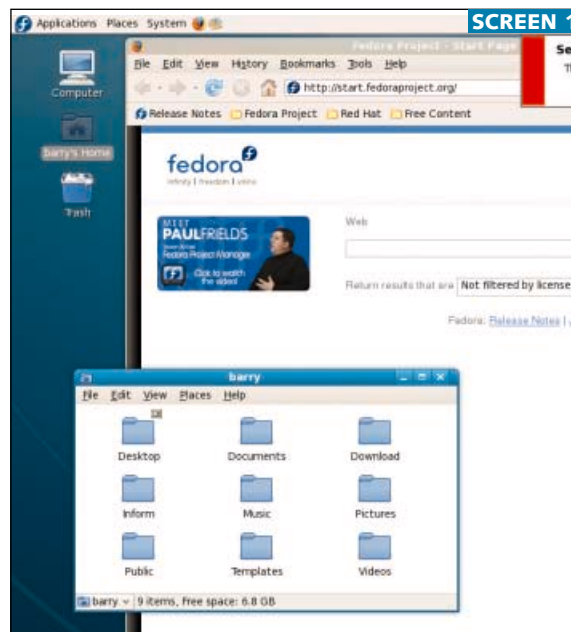 Applications Places System
SCREEN 1
Fedora Project - Start Page
File Edit View History Bookmarks Tools Help
Se
http://start.fedoraproject.org/
Release Notes Fedora Project Red Hat Free Content
Computer
barry's Home
Trash
fedora
infinity | freedom | voice
MEET
PAULFRIELDS
Fedora Project Manager
Click to watch
the video!
Web
Return results that are Not filtered by license
Fedora: Release Notes |
barry
File Edit View Places Help
Desktop Documents Download
Inform Music Pictures
Public Templates Videos
barry 9 items, Free space: 6.8 GB